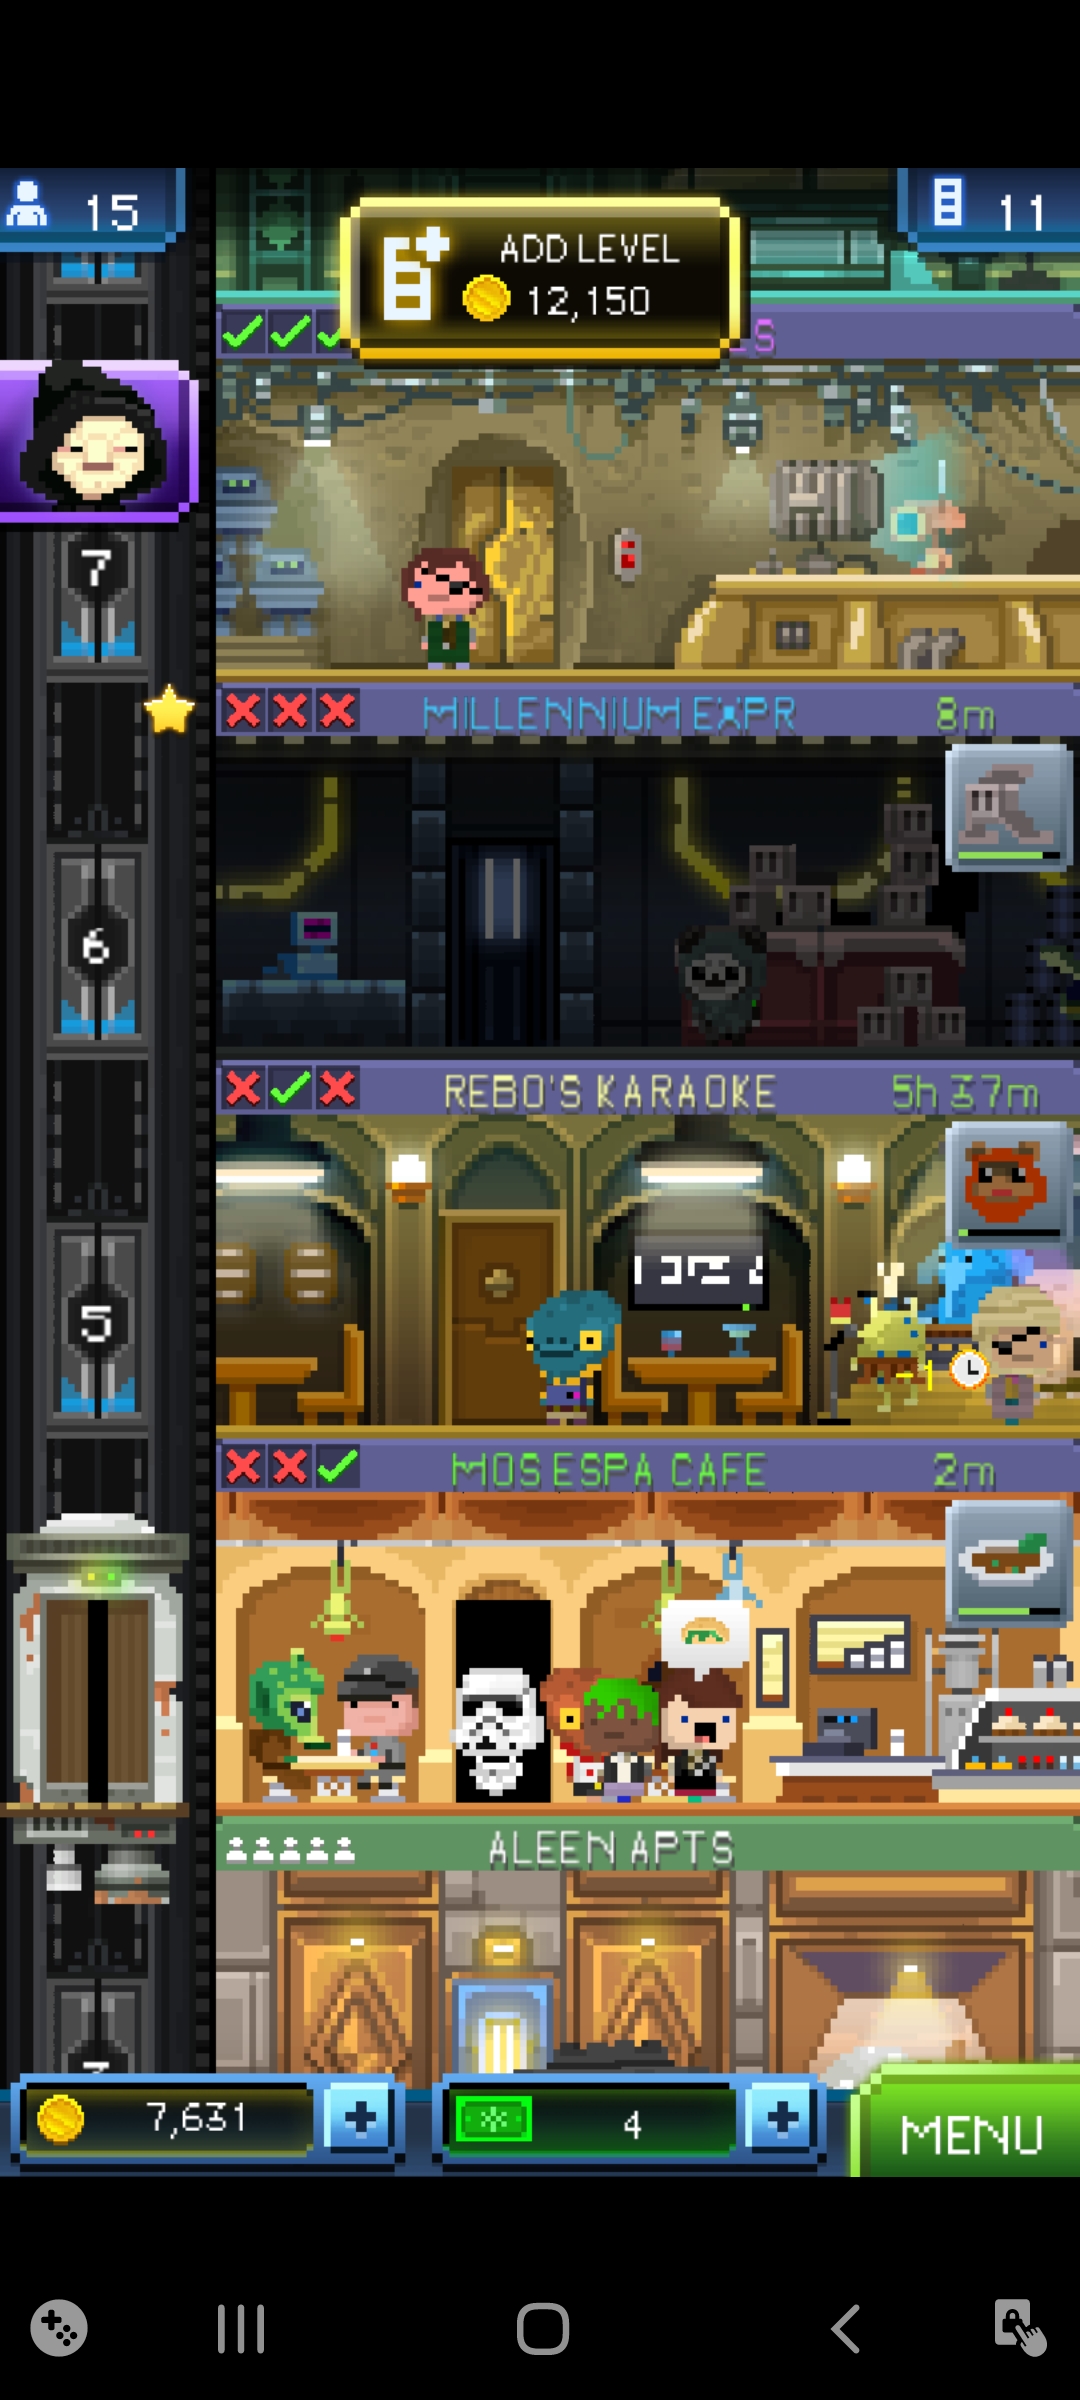 15
11
ADD LEVEL
12,150
S
7
MILLENNIUM EXPR
8m
6
REBO'S KARAOKE
5h 37m
5
-1
MOS ESPA CAFE
2m
ALEEN APTS
7,631
4
MENU